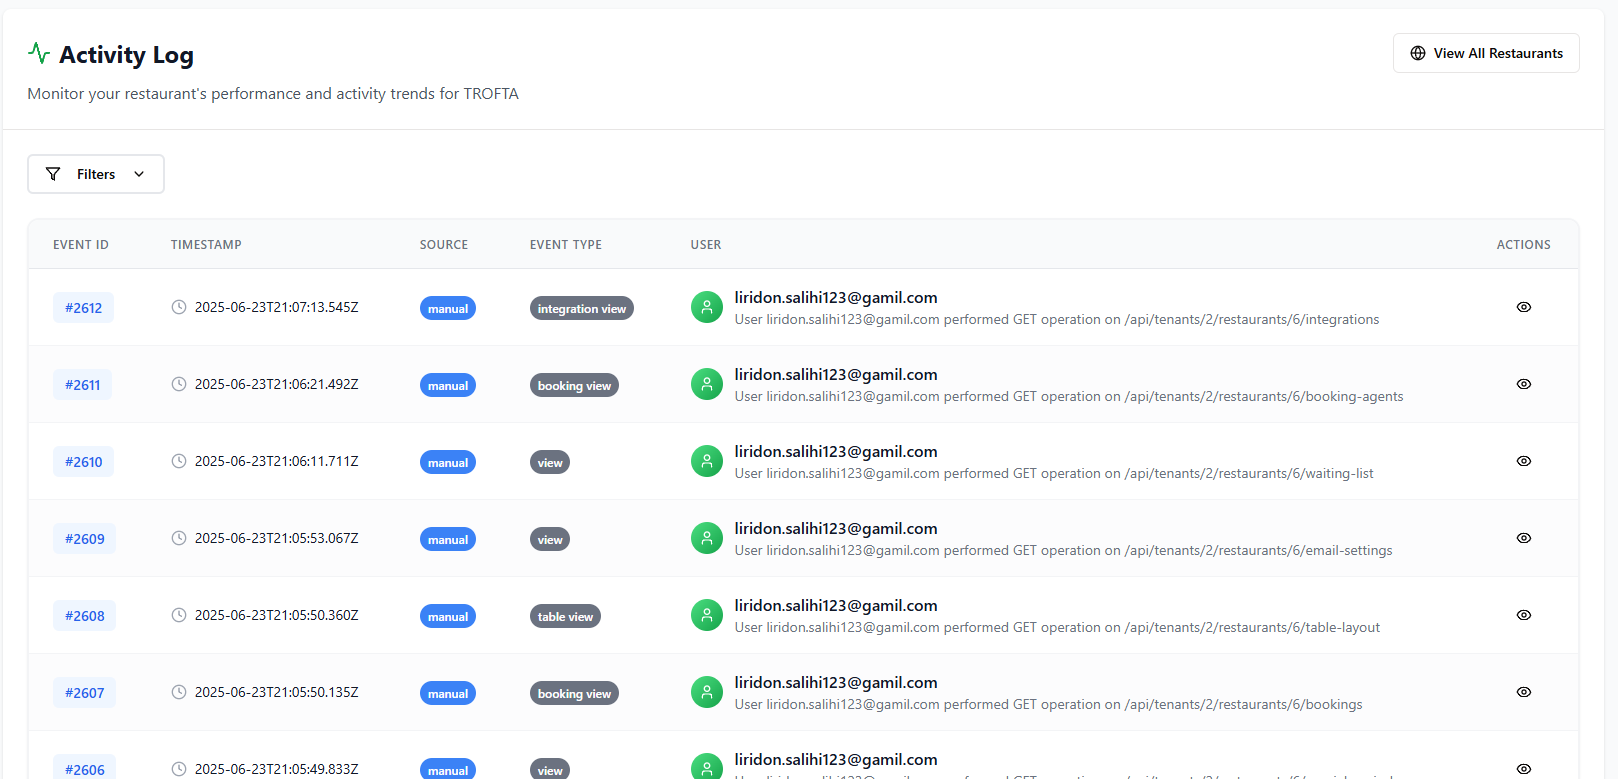 Activity Log
View All Restaurants
Monitor your restaurant's performance and activity trends for TROFTA
Filters
EVENT ID TIMESTAMP SOURCE EVENT TYPE USER ACTIONS
#2612 2025-06-23T21:07:13.545Z manual integration view liridon.salihi123@gamil.com
User liridon.salihi123@gamil.com performed GET operation on /api/tenants/2/restaurants/6/integrations
#2611 2025-06-23T21:06:21.492Z manual booking view liridon.salihi123@gamil.com
User liridon.salihi123@gamil.com performed GET operation on /api/tenants/2/restaurants/6/booking-agents
#2610 2025-06-23T21:06:11.711Z manual view liridon.salihi123@gamil.com
User liridon.salihi123@gamil.com performed GET operation on /api/tenants/2/restaurants/6/waiting-list
#2609 2025-06-23T21:05:53.067Z manual view liridon.salihi123@gamil.com
User liridon.salihi123@gamil.com performed GET operation on /api/tenants/2/restaurants/6/email-settings
#2608 2025-06-23T21:05:50.360Z manual table view liridon.salihi123@gamil.com
User liridon.salihi123@gamil.com performed GET operation on /api/tenants/2/restaurants/6/table-layout
#2607 2025-06-23T21:05:50.135Z manual booking view liridon.salihi123@gamil.com
User liridon.salihi123@gamil.com performed GET operation on /api/tenants/2/restaurants/6/bookings
#2606 2025-06-23T21:05:49.833Z manual view liridon.salihi123@gamil.com